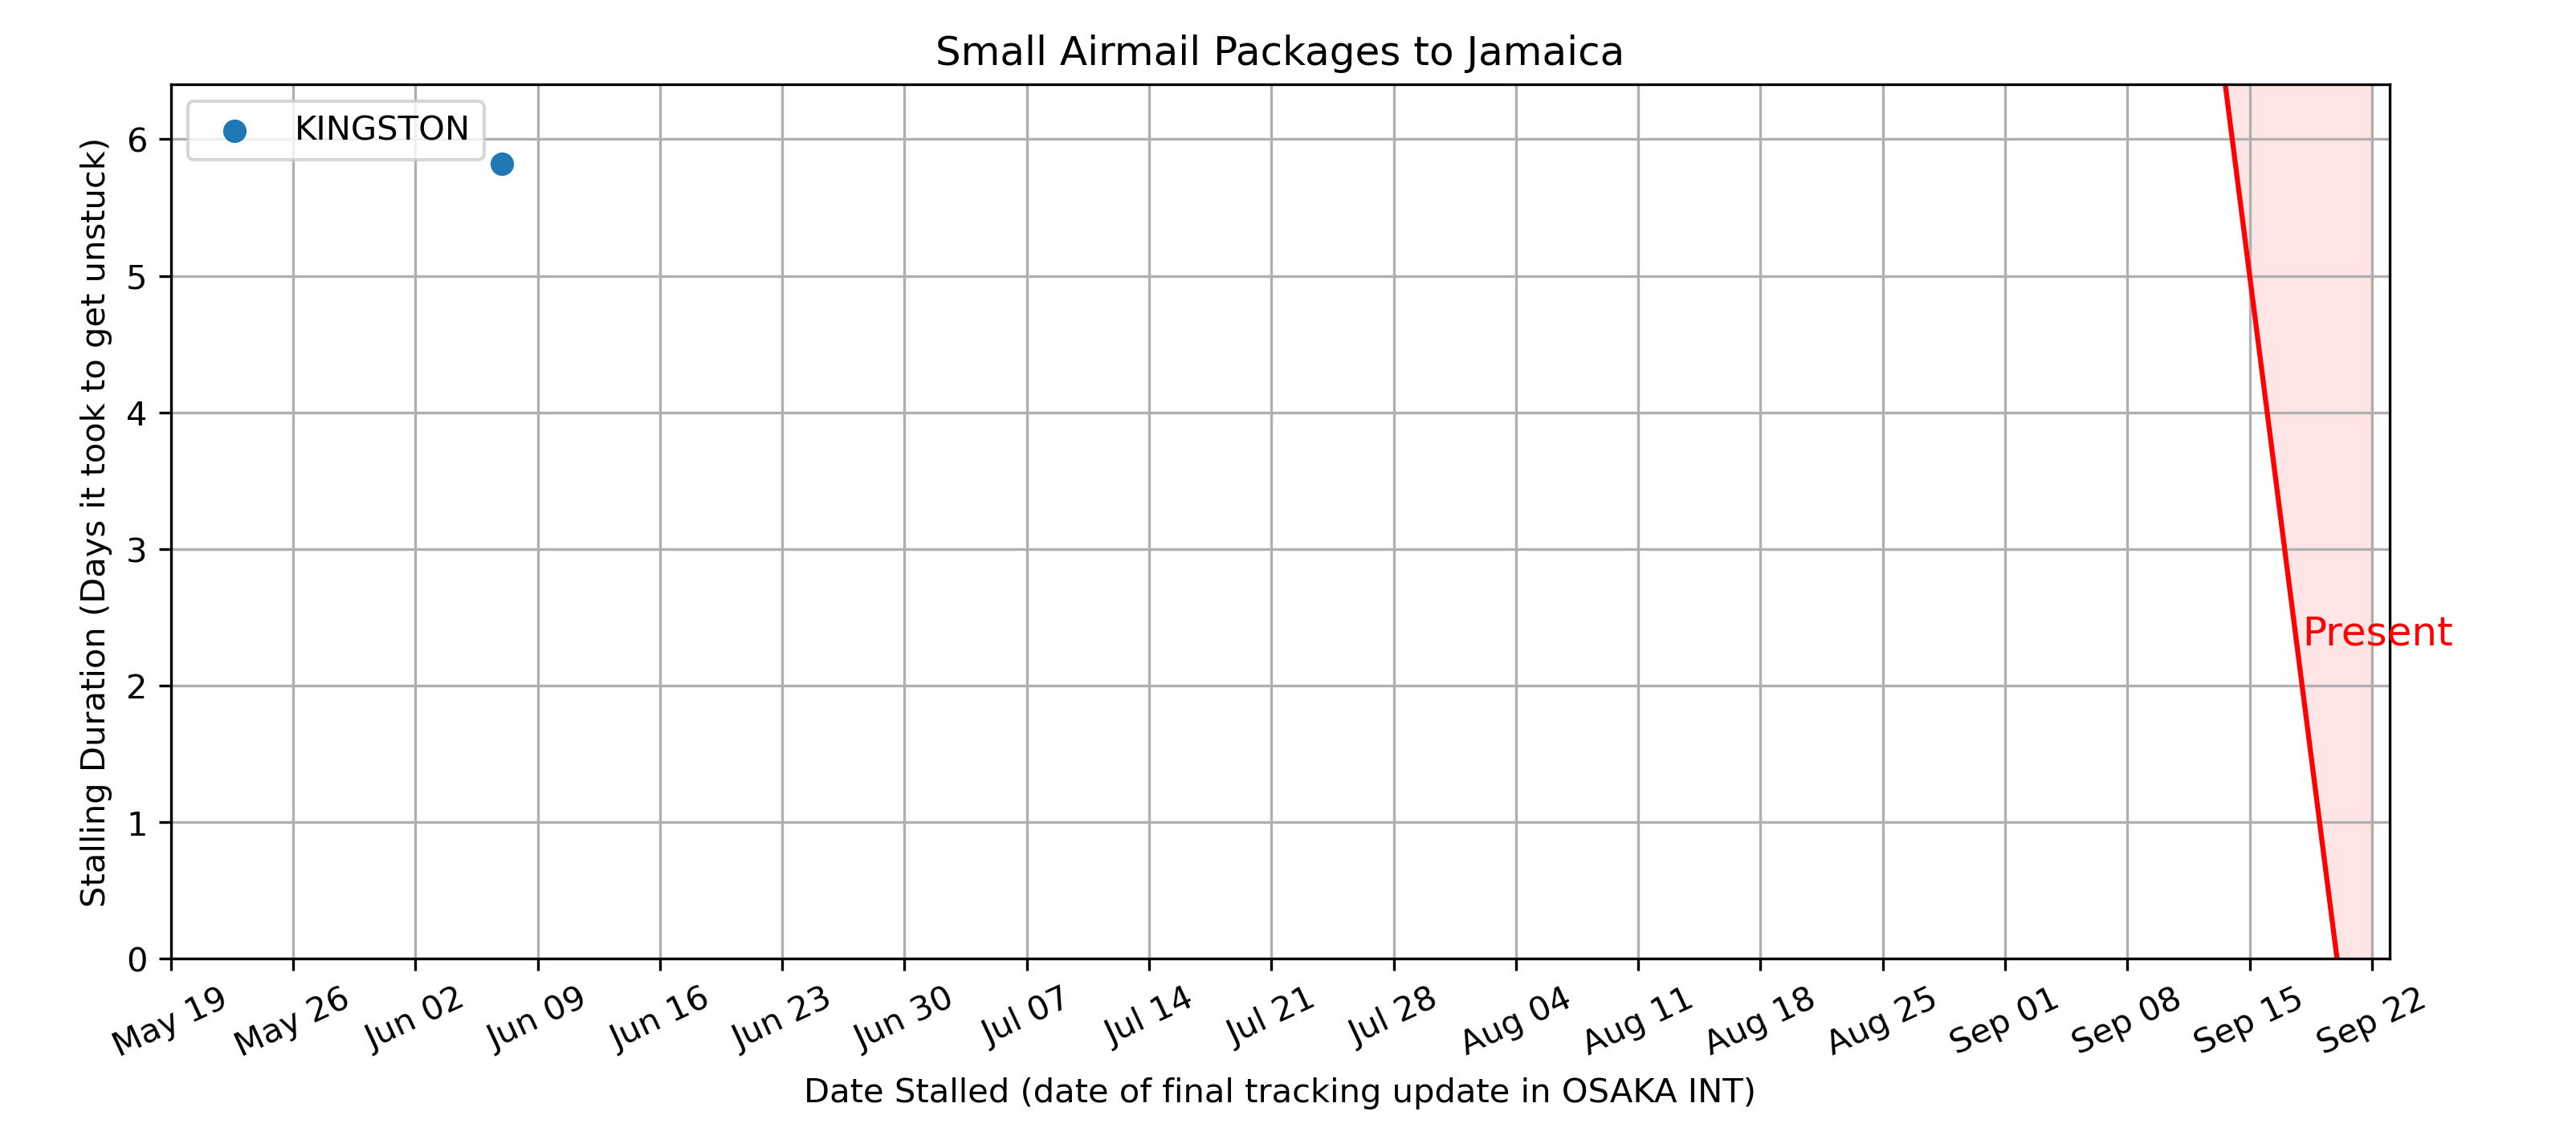 Small Airmail Packages to Jamaica
KINGSTON
Stalling Duration (Days it took to get unstuck)
6
5
4
3
2
1
0
Present
May 19 May 26 Jun 02 Jun 09 Jun 16 Jun 23 Jun 30 Jul 07 Jul 14 Jul 21 Jul 28 Aug 04 Aug 11 Aug 18 Aug 25 Sep 01 Sep 08 Sep 15 Sep 22
Date Stalled (date of final tracking update in OSAKA INT)